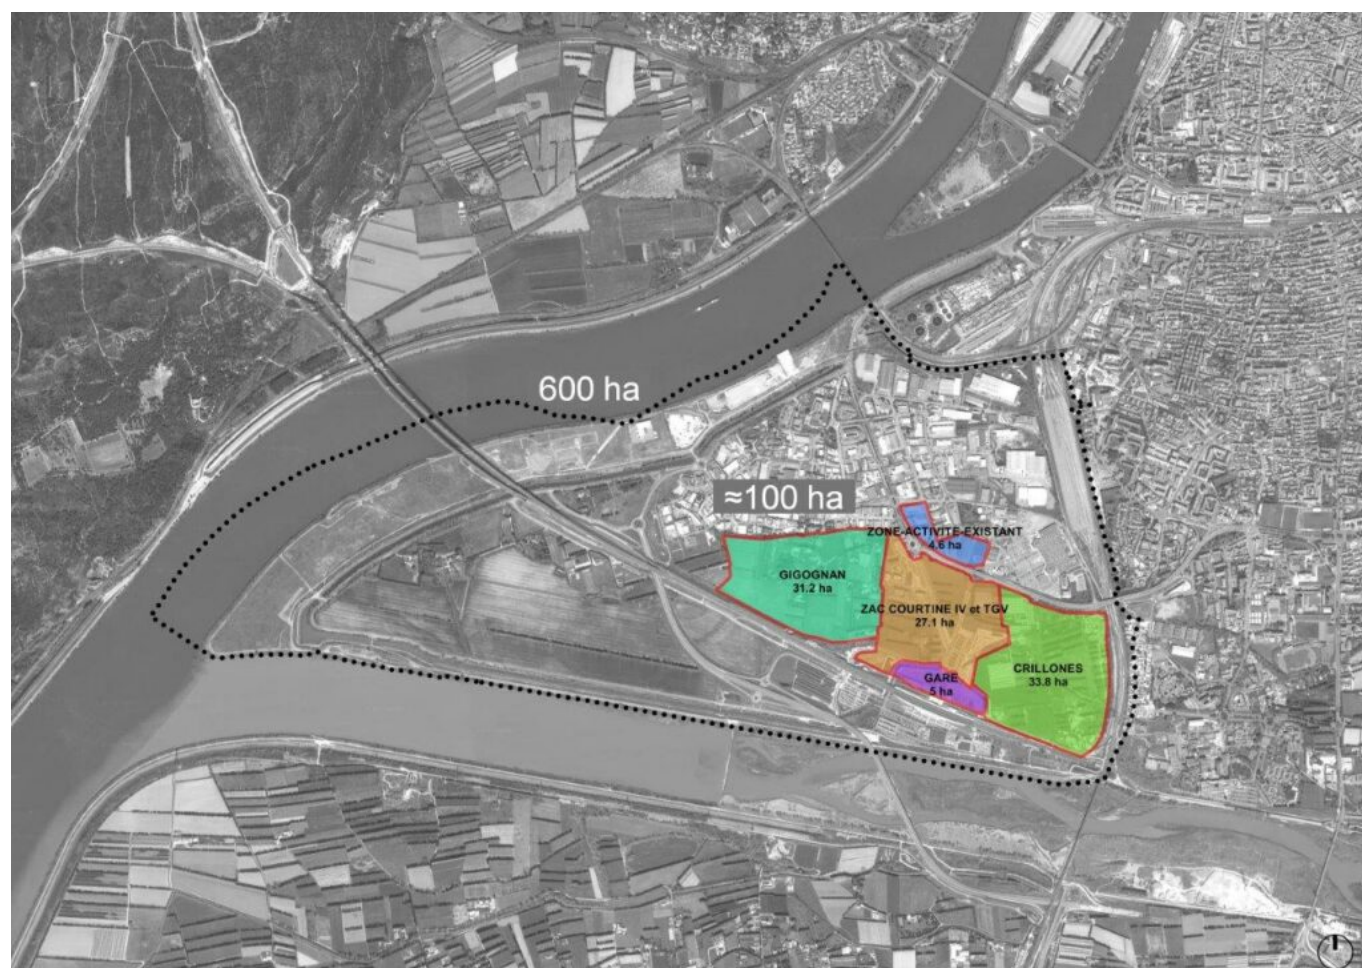 600 ha
≈100 ha
ZONE-ACTIVITE-EXISTANT
4.6 ha
GIGOGNAN
31.2 ha
ZAC COURTINE IV et TGV
27.1 ha
CRILLONES
33.8 ha
GARE
5 ha